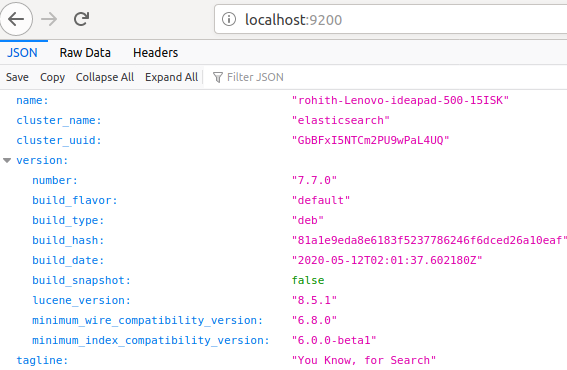 localhost:9200
JSON Raw Data Headers
Save Copy Collapse All Expand All Filter JSON
name: "rohith-Lenovo-ideapad-500-15ISK"
cluster_name: "elasticsearch"
cluster_uuid: "GbBFxI5NTCm2PU9wPaL4UQ"
version:
number: "7.7.0"
build_flavor: "default"
build_type: "deb"
build_hash: "81a1e9eda8e6183f5237786246f6dced26a10eaf"
build_date: "2020-05-12T02:01:37.602180Z"
build_snapshot: false
lucene_version: "8.5.1"
minimum_wire_compatibility_version: "6.8.0"
minimum_index_compatibility_version: "6.0.0-beta1"
tagline: "You Know, for Search"